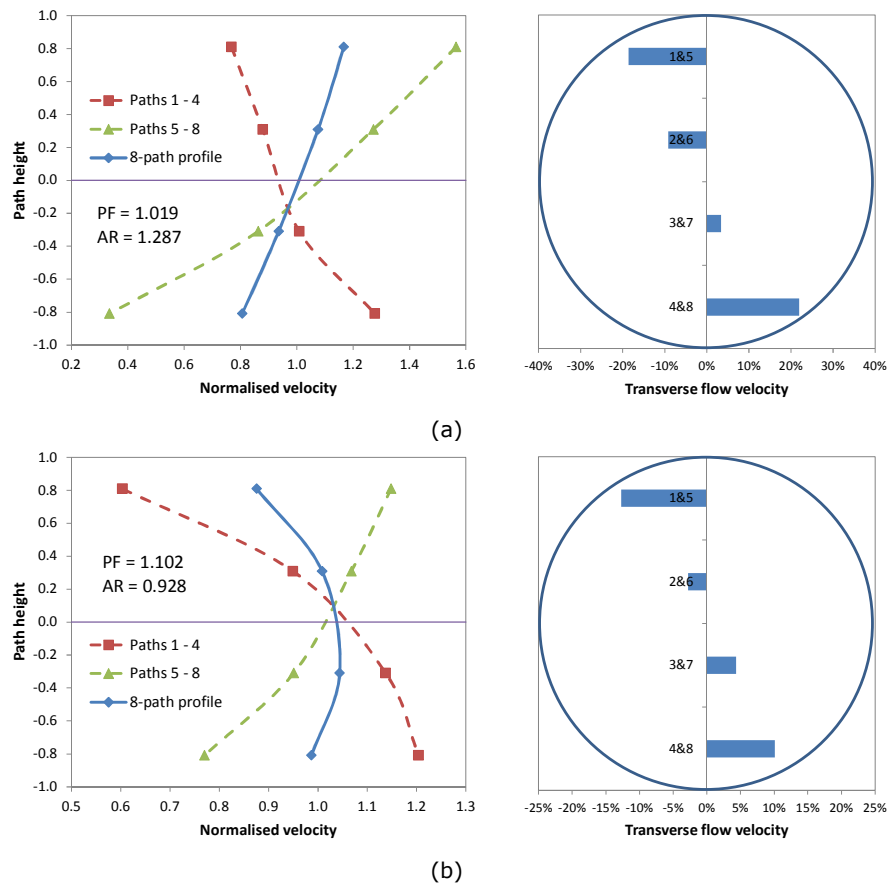 1.0
0.8
0.6
0.4
0.2
0.0
-0.2
-0.4
-0.6
-0.8
-1.0
Path height
Paths 1 - 4
Paths 5 - 8
8-path profile
PF = 1.019
AR = 1.287
0.2 0.4 0.6 0.8 1.0 1.2 1.4 1.6
Normalised velocity
1&5
2&6
3&7
4&8
-40% -30% -20% -10% 0% 10% 20% 30% 40%
Transverse flow velocity
(a)
1.0
0.8
0.6
0.4
0.2
0.0
-0.2
-0.4
-0.6
-0.8
-1.0
Path height
PF = 1.102
AR = 0.928
Paths 1 - 4
Paths 5 - 8
8-path profile
0.5 0.6 0.7 0.8 0.9 1.0 1.1 1.2 1.3
Normalised velocity
1&5
2&6
3&7
4&8
-25% -20% -15% -10% -5% 0% 5% 10% 15% 20% 25%
Transverse flow velocity
(b)